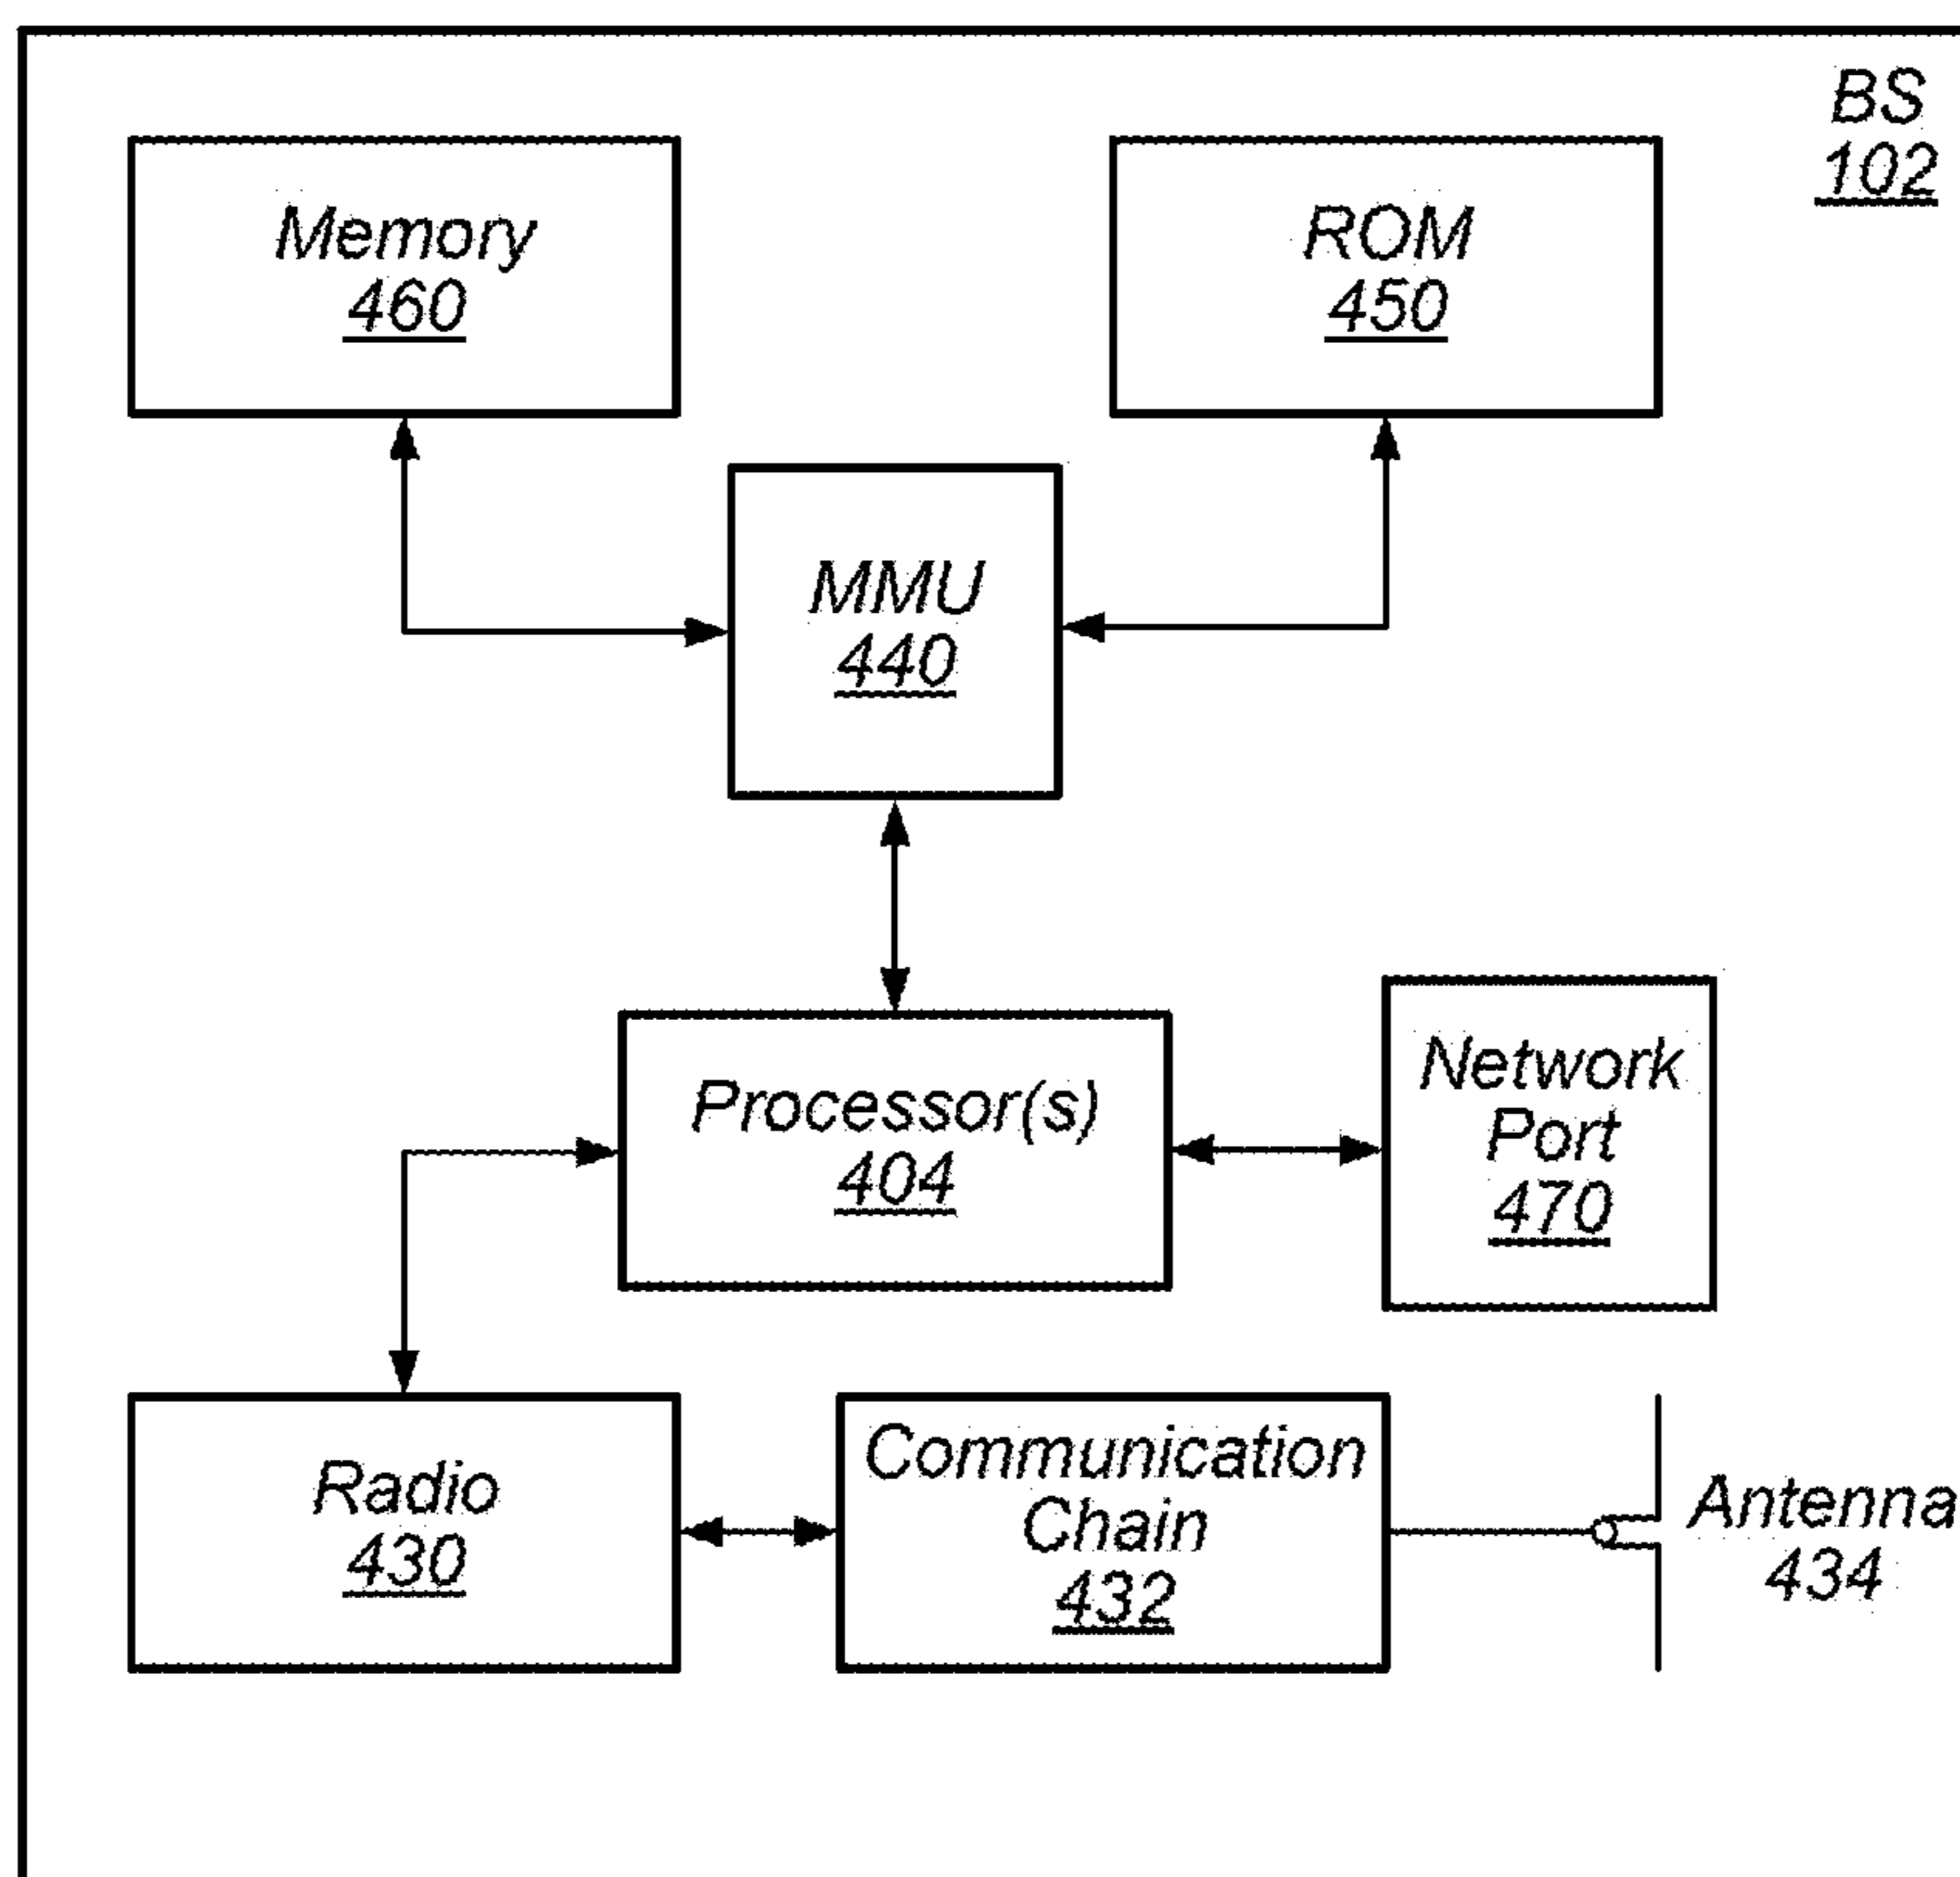 BS
102
Memory
460
ROM
450
MMU
440
Processor(s)
404
Network
Port
470
Radio
430
Communication
Chain
432
Antenna
434